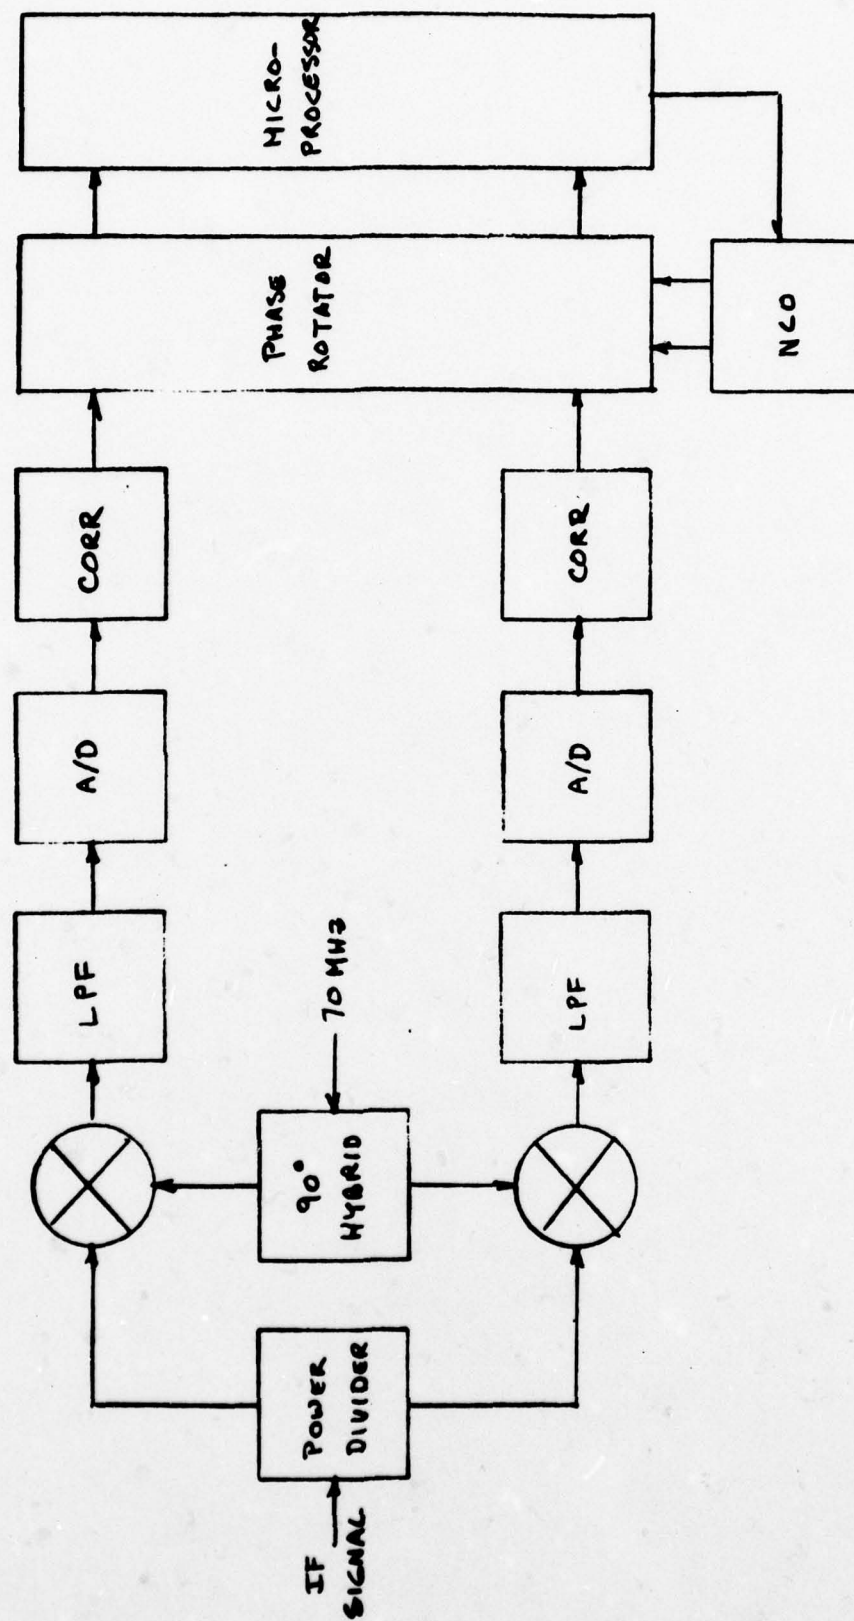 IF
SIGNAL
POWER
DIVIDER
90°
HYBRID
70 MHz
LPF
A/D
CORR
LPF
A/D
CORR
PHASE
ROTATOR
MICRO-
PROCESSOR
NCO